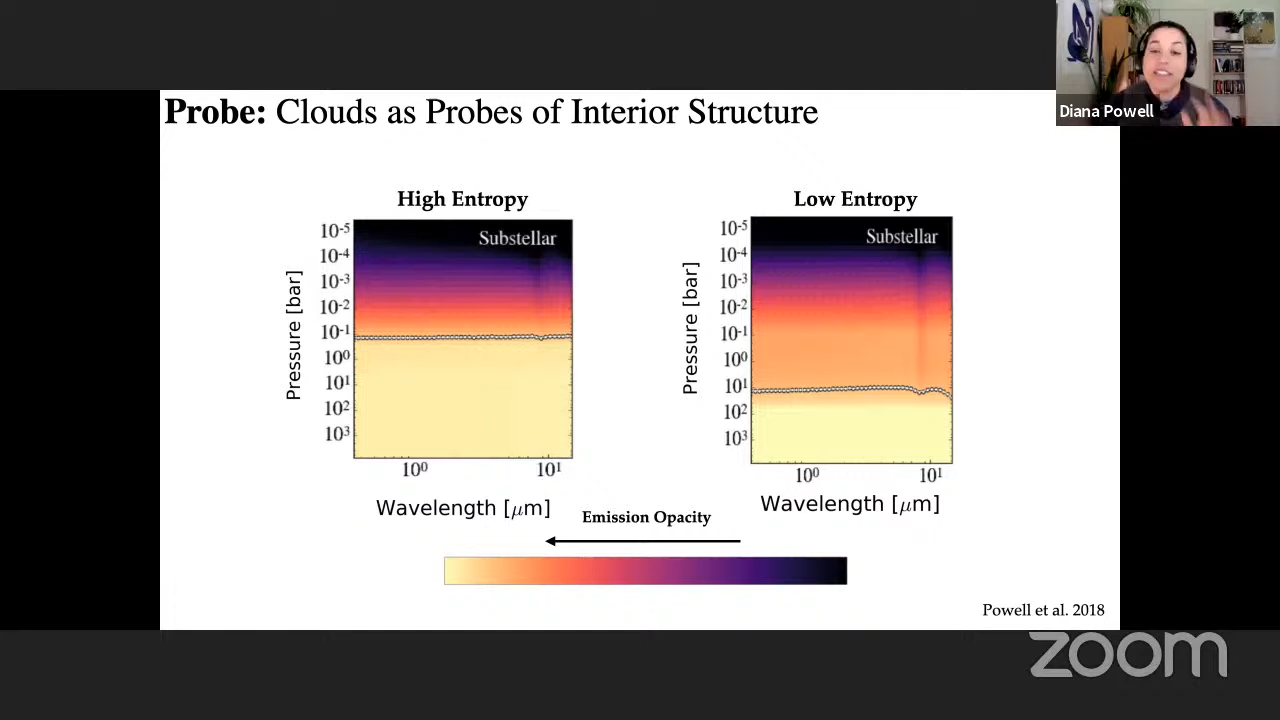 Diana Powell
Probe: Clouds as Probes of Interior Structure
High Entropy
Substellar
Pressure [bar]
10⁻⁵
10⁻⁴
10⁻³
10⁻²
10⁻¹
10⁰
10¹
10²
10³
10⁰ 10¹
Wavelength [μm]
Low Entropy
Substellar
Pressure [bar]
10⁻⁵
10⁻⁴
10⁻³
10⁻²
10⁻¹
10⁰
10¹
10²
10³
10⁰ 10¹
Wavelength [μm]
Emission Opacity
Powell et al. 2018
zoom